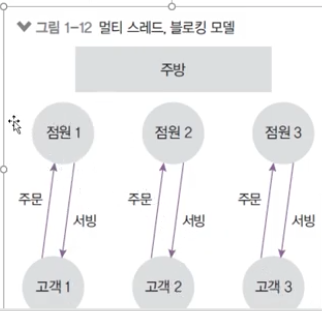 그림 1-12 멀티 스레드, 블로킹 모델
주방
점원 1 점원 2 점원 3
주문 서빙 주문 서빙 주문 서빙
고객 1 고객 2 고객 3